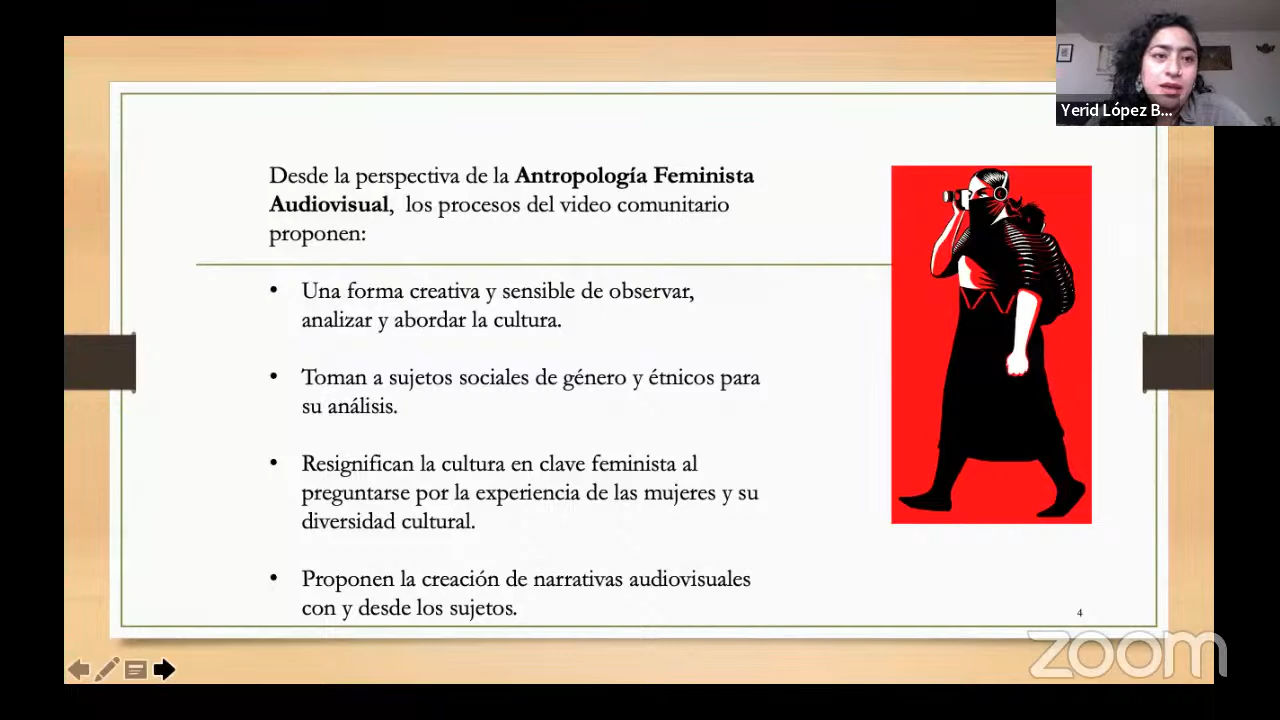 Yerid López B...
Desde la perspectiva de la Antropología Feminista
Audiovisual, los procesos del video comunitario
proponen:
• Una forma creativa y sensible de observar,
analizar y abordar la cultura.
• Toman a sujetos sociales de género y étnicos para
su análisis.
• Resignifican la cultura en clave feminista al
preguntarse por la experiencia de las mujeres y su
diversidad cultural.
• Proponen la creación de narrativas audiovisuales
con y desde los sujetos.
4
zoom